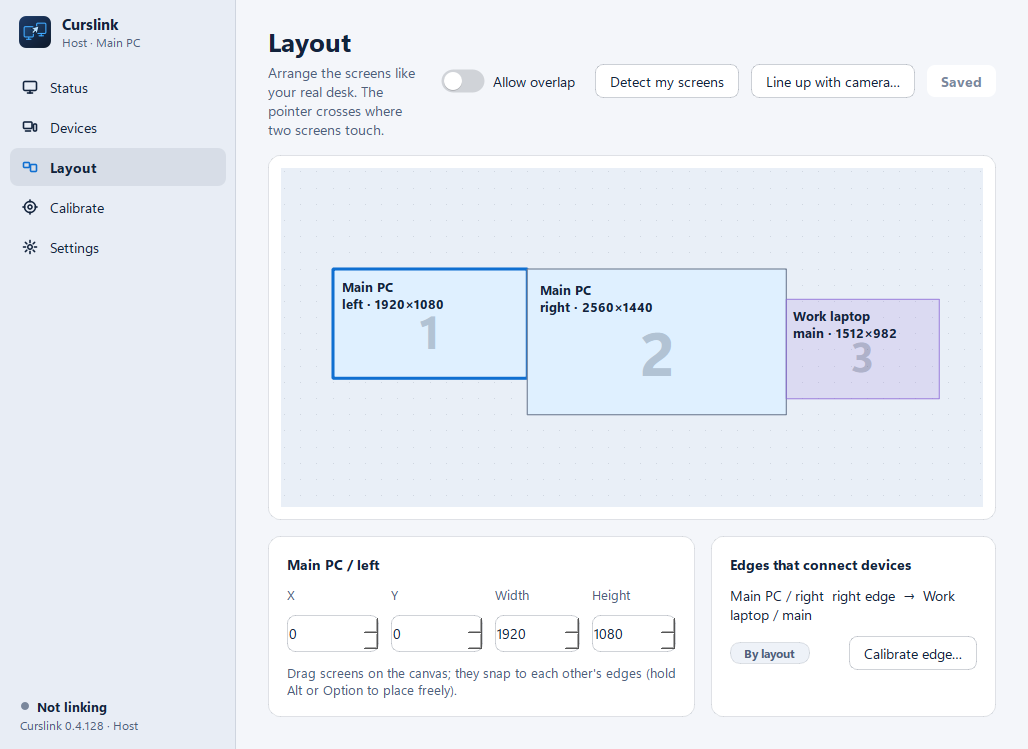 Curslink
Host · Main PC
Status
Devices
Layout
Calibrate
Settings
Not linking
Curslink 0.4.128 · Host
Layout
Arrange the screens like
your real desk. The
pointer crosses where
two screens touch.
Allow overlap
Detect my screens
Line up with camera...
Saved
Main PC
left · 1920×1080
1
Main PC
right · 2560×1440
2
Work laptop
main · 1512×982
3
Main PC / left
X
Y
Width
Height
0
0
1920
1080
Drag screens on the canvas; they snap to each other's edges (hold
Alt or Option to place freely).
Edges that connect devices
Main PC / right right edge → Work
laptop / main
By layout
Calibrate edge...